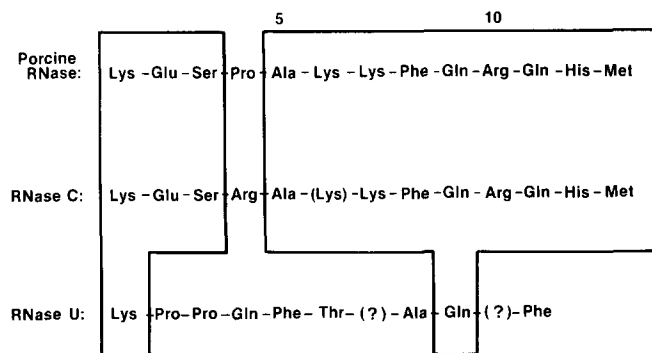 5 10
Porcine
RNase: Lys -Glu-Ser-Pro-Ala-Lys-Lys-Phe-Gln-Arg-Gln-His-Met
RNase C: Lys -Glu-Ser-Arg-Ala-(Lys)-Lys-Phe-Gln-Arg-Gln-His-Met
RNase U: Lys -Pro-Pro-Gln-Phe-Thr-(?)-Ala-Gln-(?)-Phe